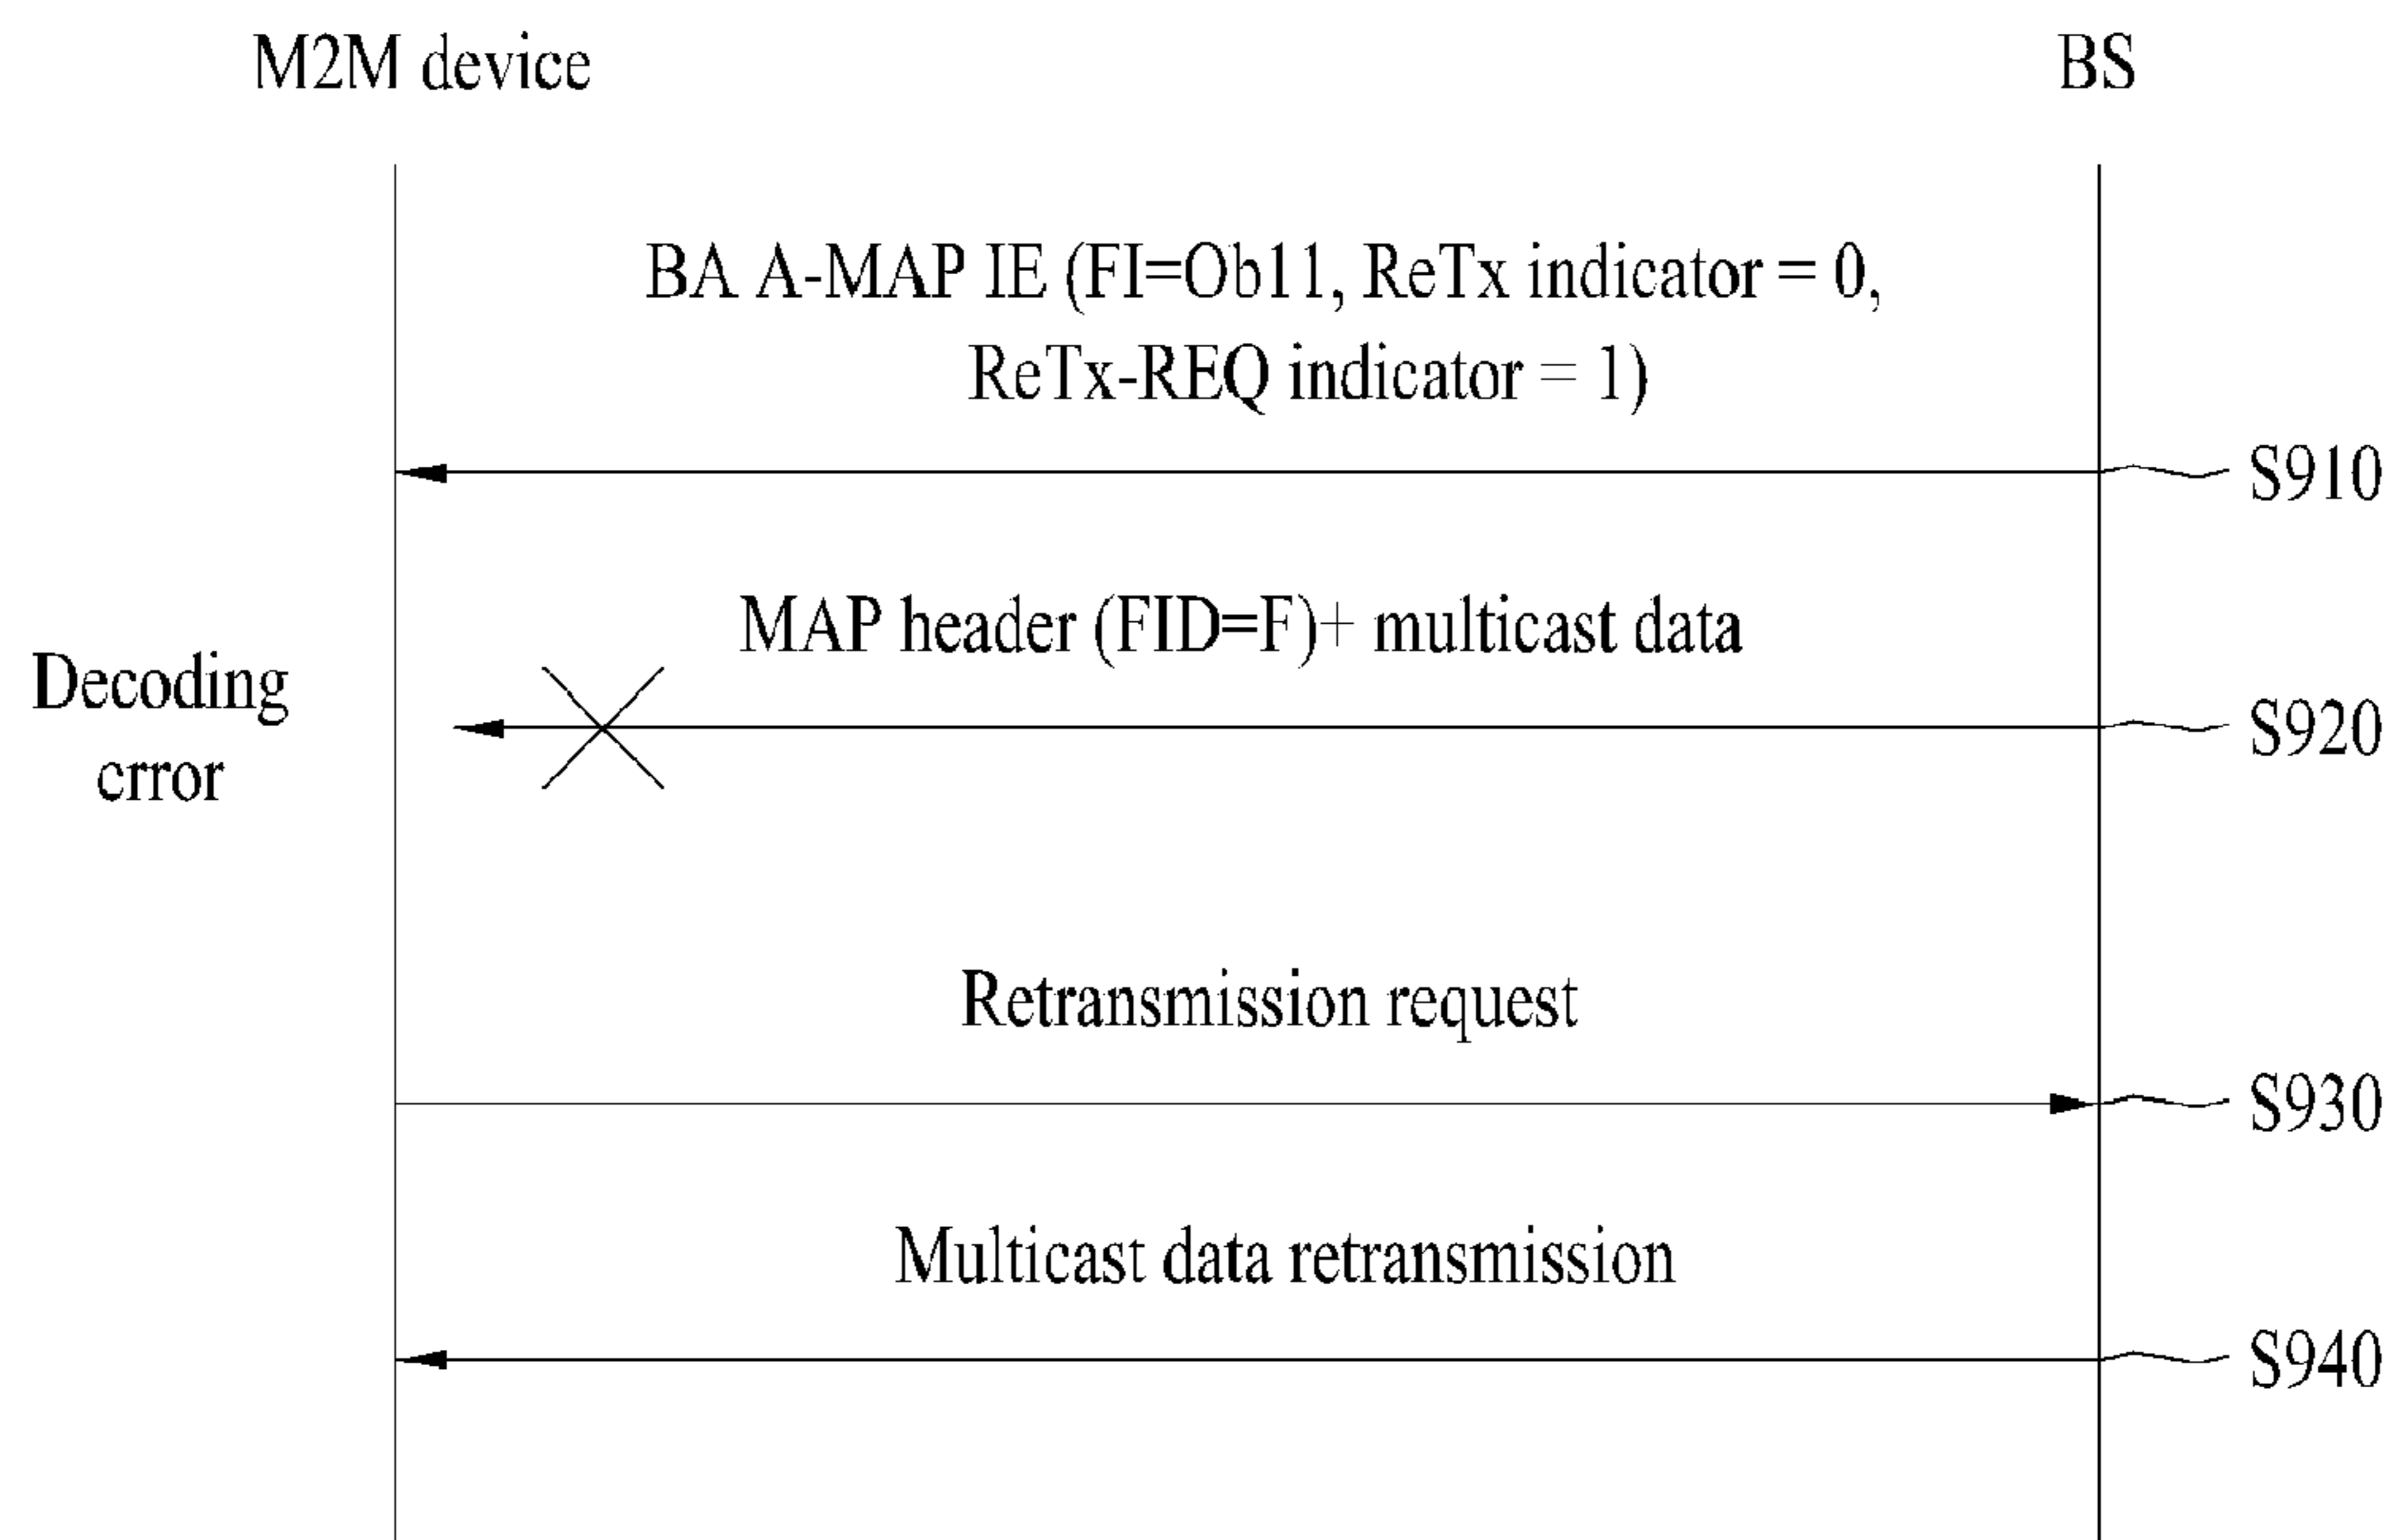 M2M device
BS
BA A-MAP IE (FI=Ob11, ReTx indicator = 0,
ReTx-REQ indicator = 1)
S910
MAP header (FID=F)+ multicast data
Decoding
error
S920
Retransmission request
S930
Multicast data retransmission
S940